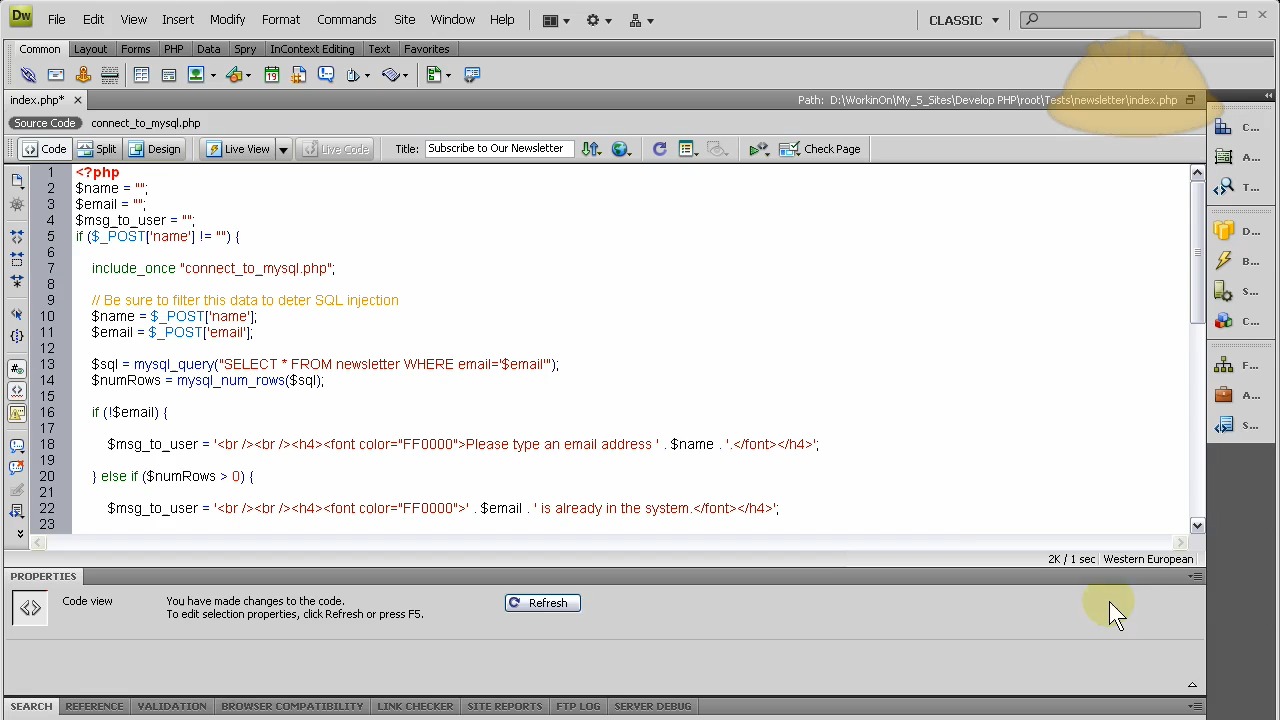 Dw File Edit View Insert Modify Format Commands Site Window Help CLASSIC
Common Layout Forms PHP Data Spry InContext Editing Text Favorites
index.php* Path: D:\WorkinOn\My_5_Sites\Develop PHP\root\Tests\newsletter\index.php
Source Code connect_to_mysql.php
Code Split Design Live View Live Code Title: Subscribe to Our Newsletter Check Page
1 <?php
2 $name = "";
3 $email = "";
4 $msg_to_user = "";
5 if ($_POST['name'] != "") {
6
7 include_once "connect_to_mysql.php";
8
9 // Be sure to filter this data to deter SQL injection
10 $name = $_POST['name'];
11 $email = $_POST['email'];
12
13 $sql = mysql_query("SELECT * FROM newsletter WHERE email='$email'");
14 $numRows = mysql_num_rows($sql);
15
16 if (!$email) {
17
18 $msg_to_user = '<br /><br /><h4><font color="FF0000">Please type an email address ' . $name . '.</font></h4>';
19
20 } else if ($numRows > 0) {
21
22 $msg_to_user = '<br /><br /><h4><font color="FF0000">' . $email . ' is already in the system.</font></h4>';
23
C...
A...
T...
D...
B...
S...
C...
F...
A...
S...
2K / 1 sec Western European
PROPERTIES
Code view You have made changes to the code. Refresh
To edit selection properties, click Refresh or press F5.
SEARCH REFERENCE VALIDATION BROWSER COMPATIBILITY LINK CHECKER SITE REPORTS FTP LOG SERVER DEBUG